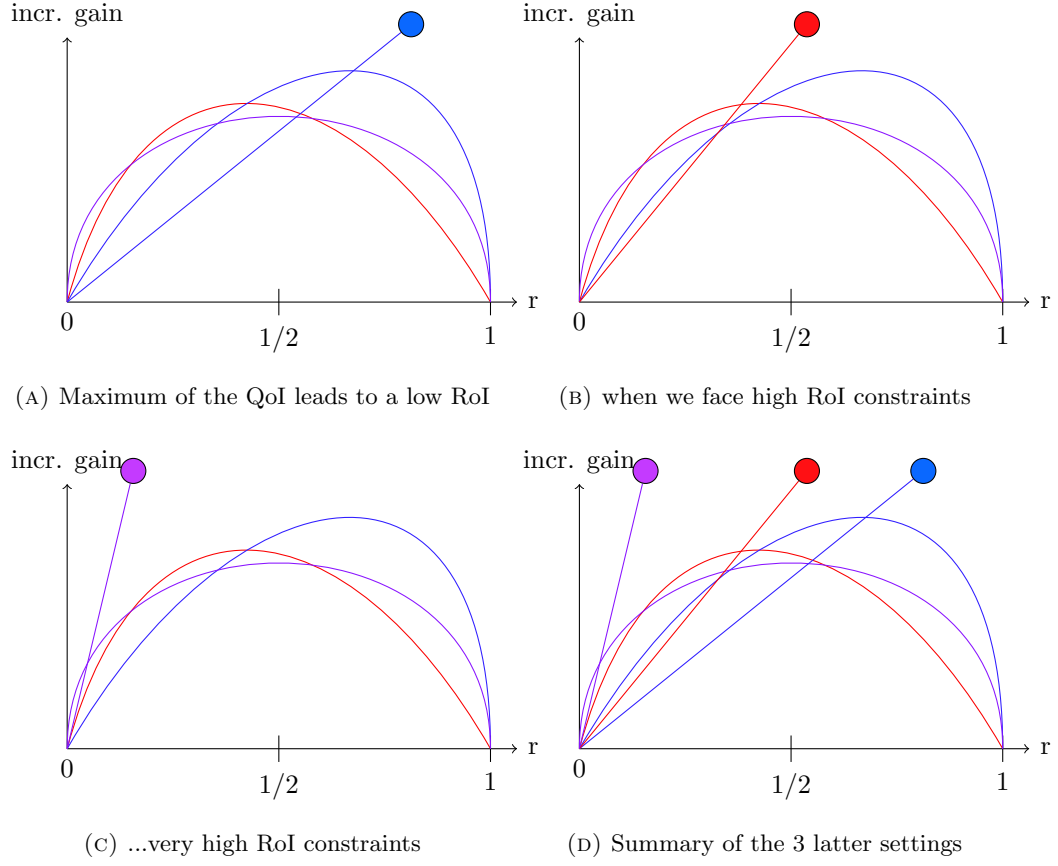 incr. gain
r
0
1/2
1
(A) Maximum of the QoI leads to a low RoI
incr. gain
r
0
1/2
1
(B) when we face high RoI constraints
incr. gain
r
0
1/2
1
(C) ...very high RoI constraints
incr. gain
r
0
1/2
1
(D) Summary of the 3 latter settings